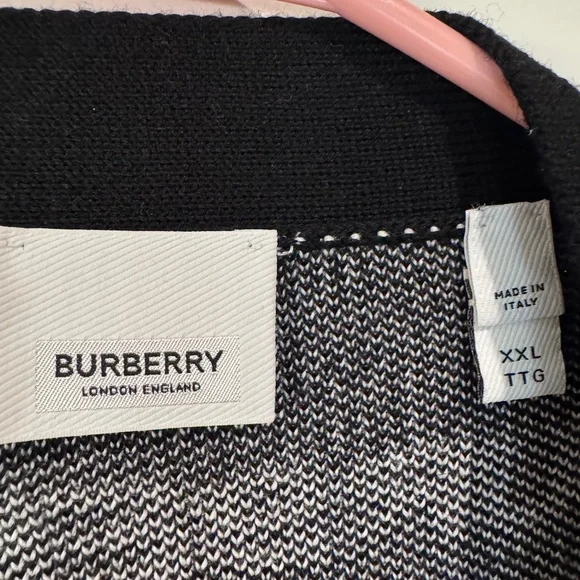 BURBERRY
LONDON ENGLAND
MADE IN
ITALY
XXL
TTG